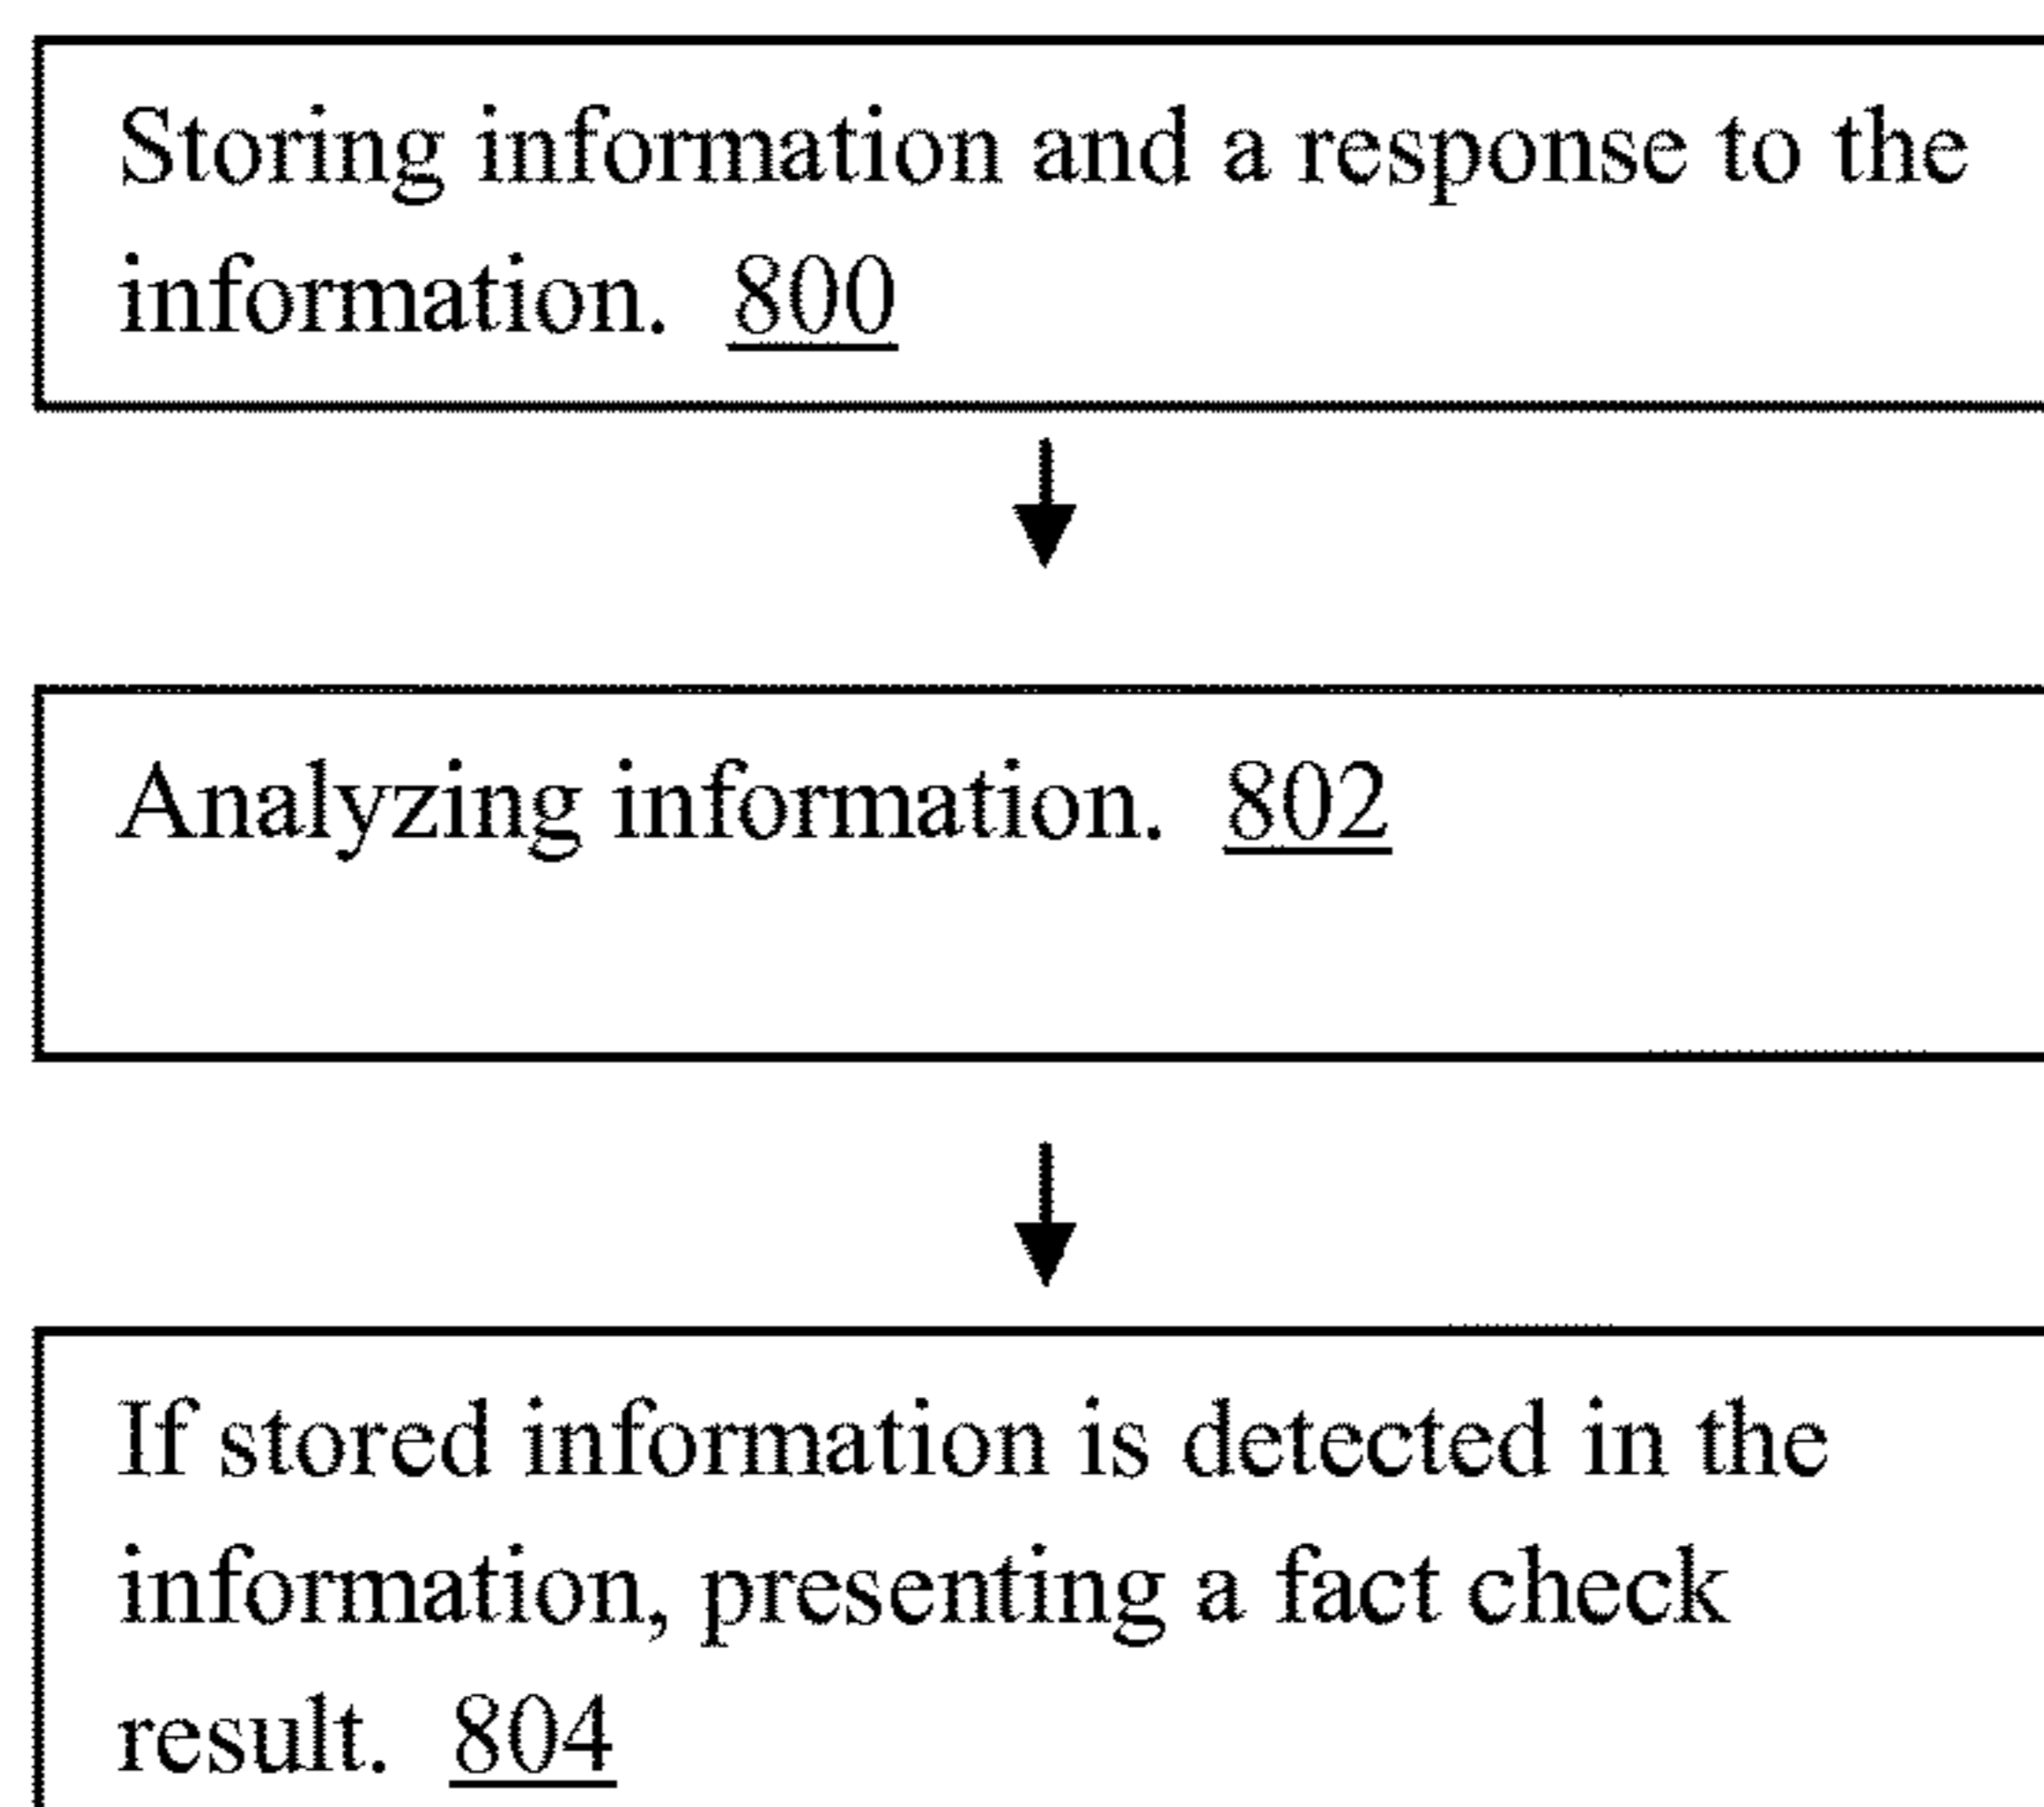 Storing information and a response to the
information. 800
Analyzing information. 802
If stored information is detected in the
information, presenting a fact check
result. 804